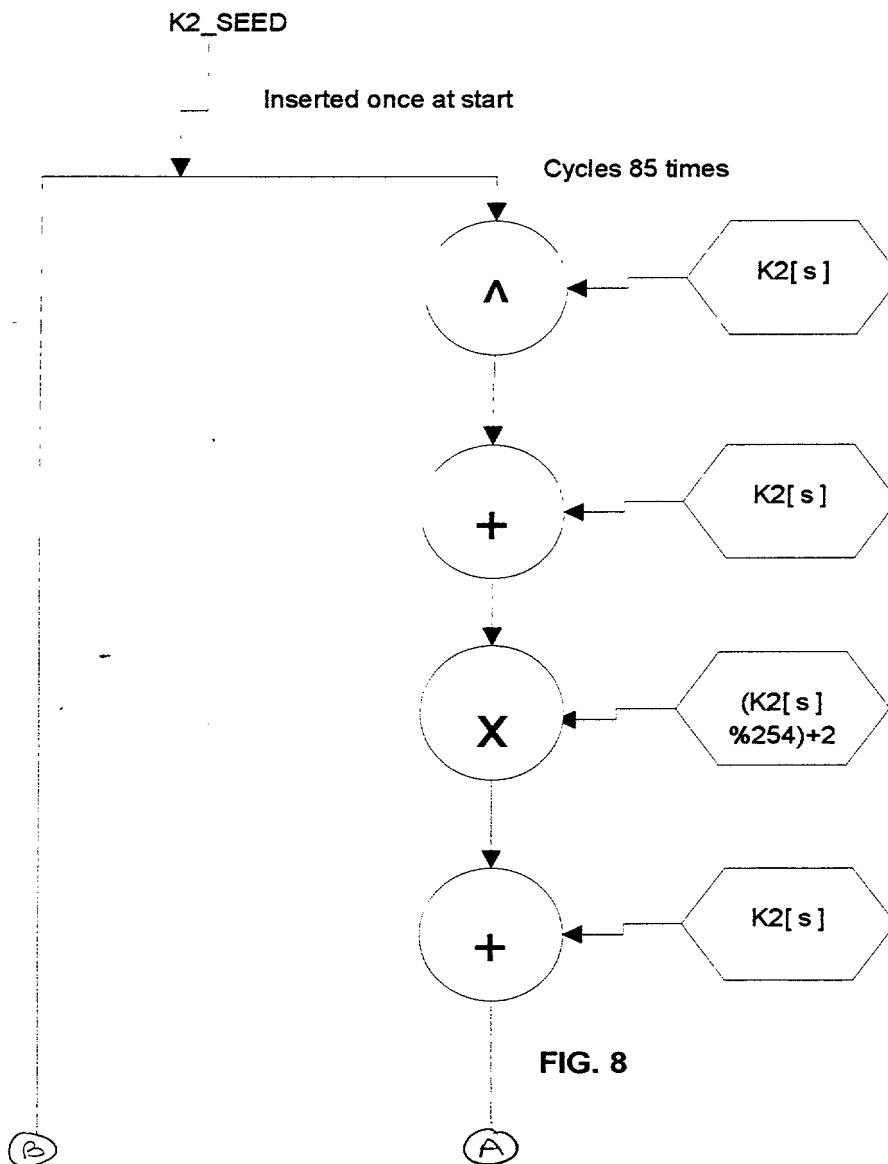 K2_SEED
Inserted once at start
Cycles 85 times
^
K2[ s ]
+
K2[ s ]
X
(K2[ s ]
%254)+2
+
K2[ s ]
FIG. 8
B
A